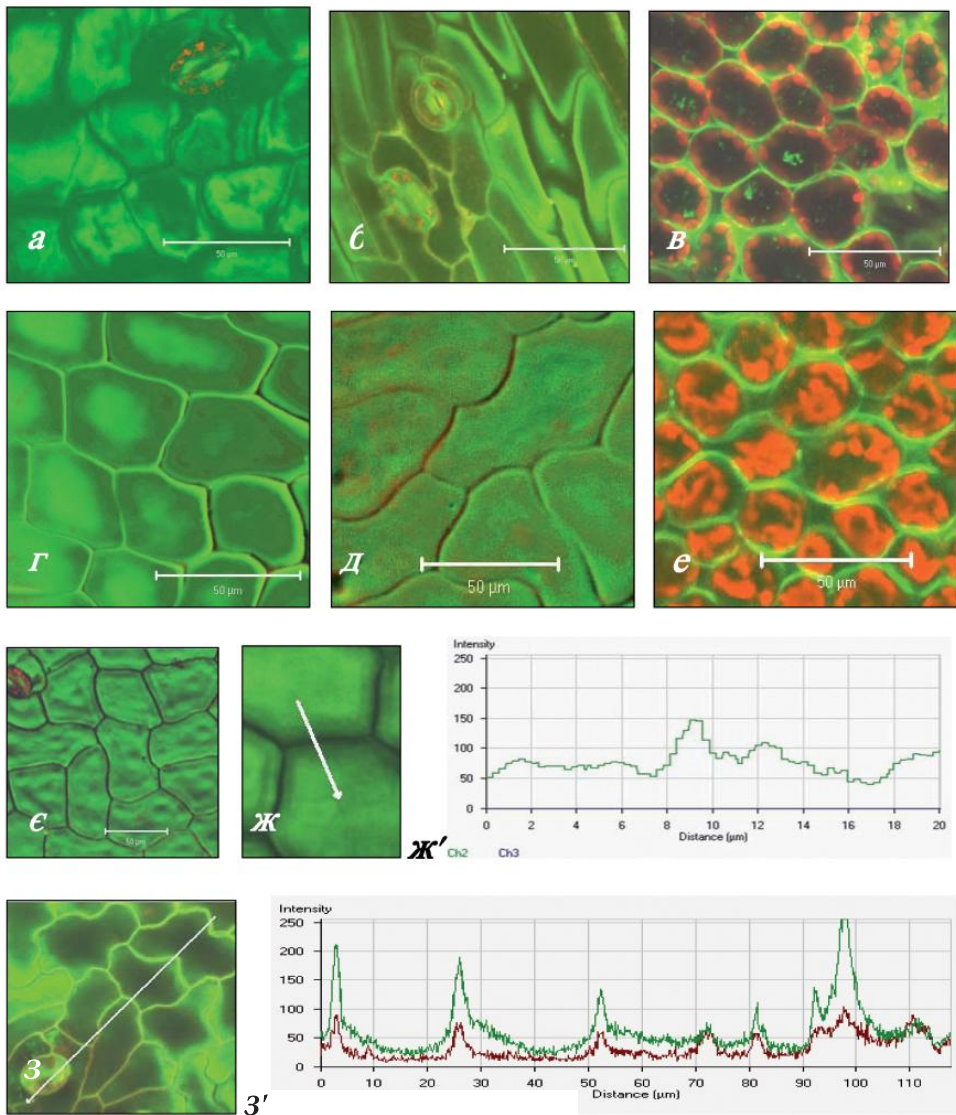 а
50 µm
б
50 µm
в
50 µm
г
50 µm
д
50 µm
е
50 µm
є
50 µm
ж
ж′
Intensity
250
200
150
100
50
0
0 2 4 6 8 10 12 14 16 18 20
Distance (µm)
Ch2 Ch3
з
з′
Intensity
250
200
150
100
50
0
0 10 20 30 40 50 60 70 80 90 100 110
Distance (µm)